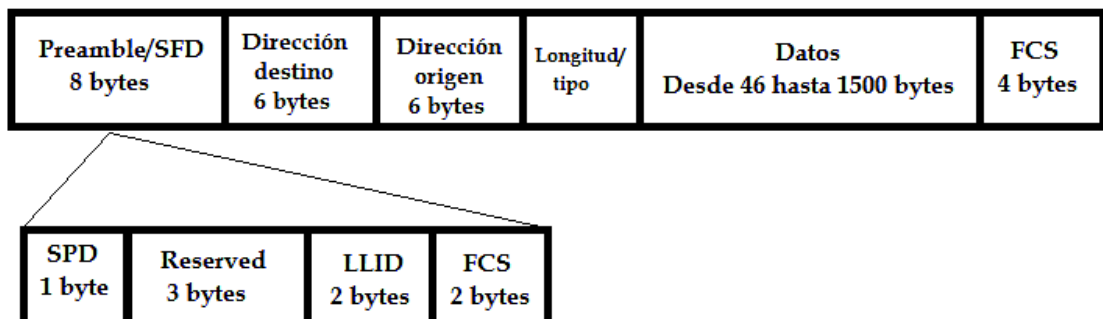 Preamble/SFD
8 bytes
Dirección
destino
6 bytes
Dirección
origen
6 bytes
Longitud/
tipo
Datos
Desde 46 hasta 1500 bytes
FCS
4 bytes
SPD
1 byte
Reserved
3 bytes
LLID
2 bytes
FCS
2 bytes